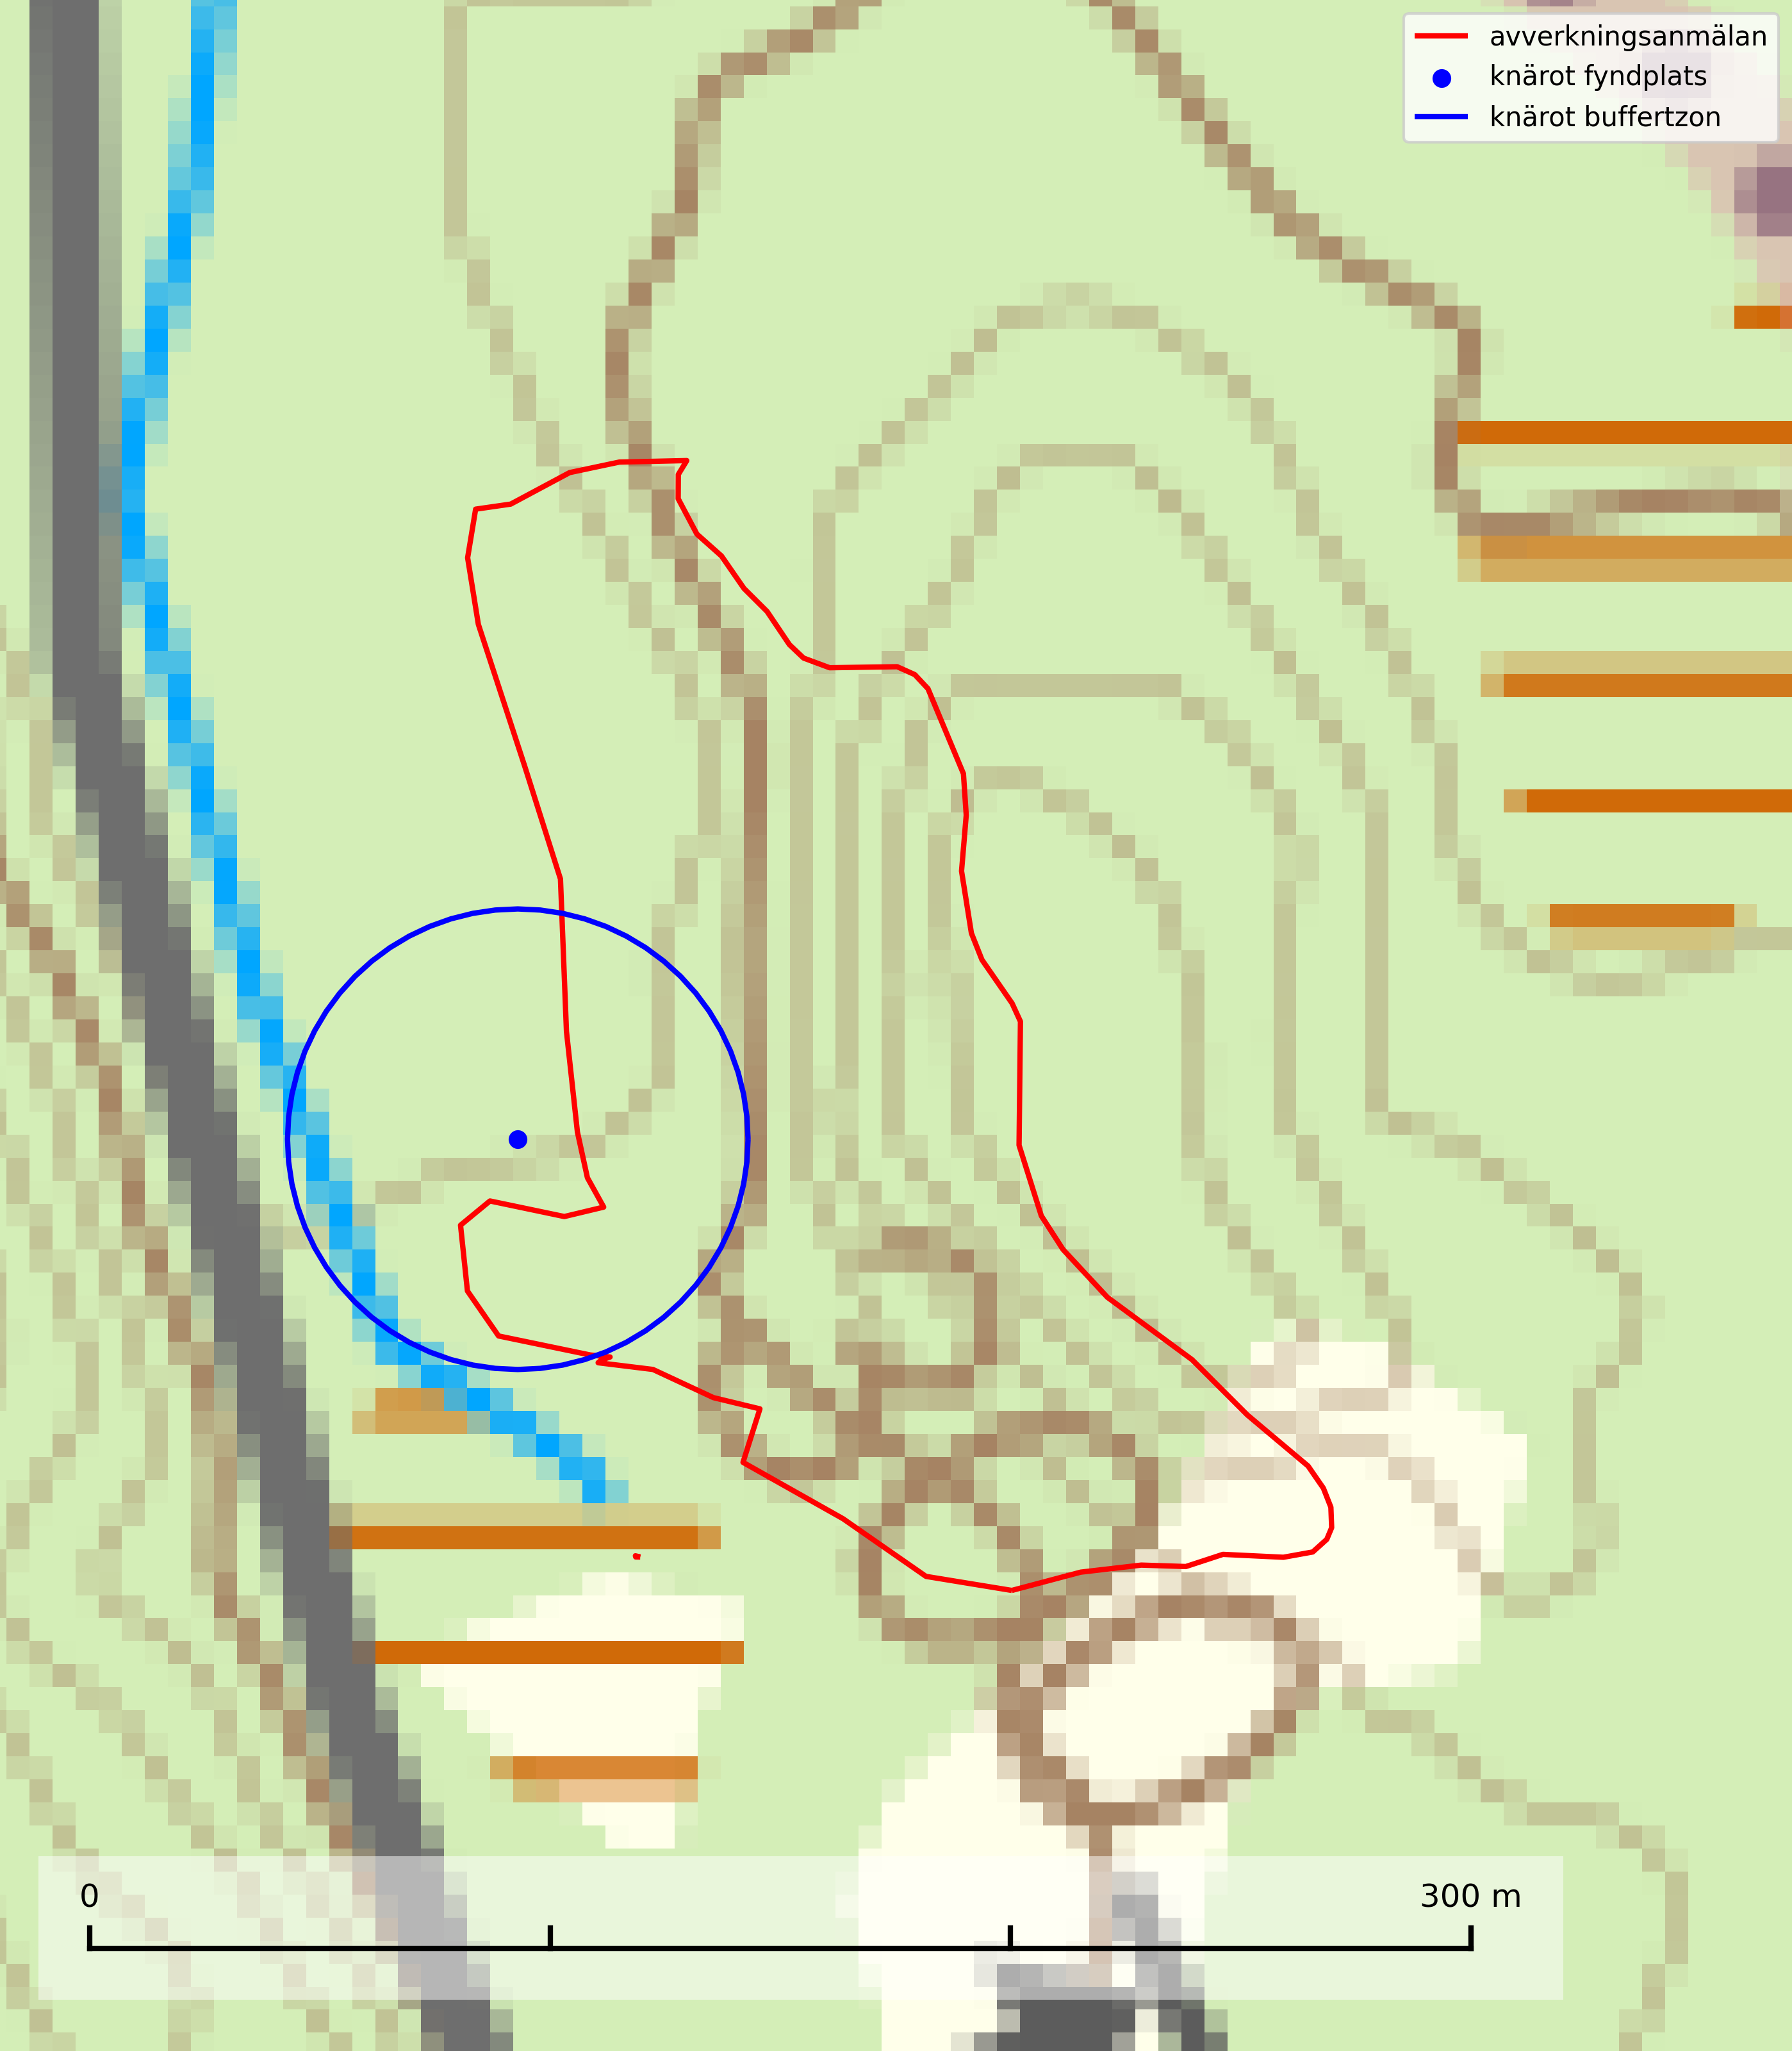 avverkningsanmälan
knärot fyndplats
knärot buffertzon
0 300 m